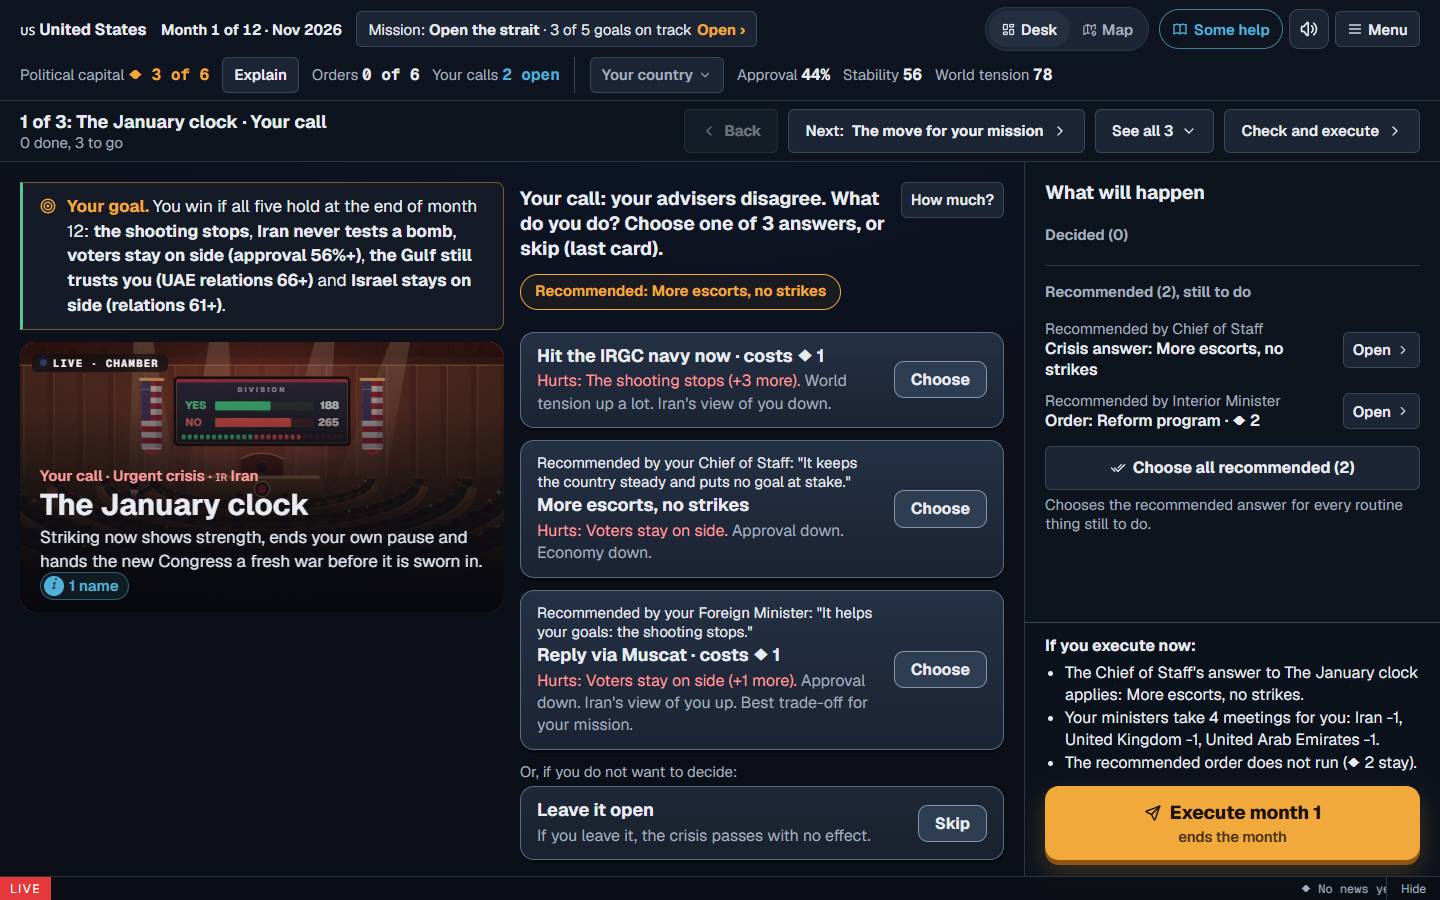 US United States Month 1 of 12 · Nov 2026 Mission: Open the strait · 3 of 5 goals on track Open › Desk Map Some help Menu
Political capital ◆ 3 of 6 Explain Orders 0 of 6 Your calls 2 open Your country Approval 44% Stability 56 World tension 78
1 of 3: The January clock · Your call
0 done, 3 to go
Back Next: The move for your mission See all 3 Check and execute
Your goal. You win if all five hold at the end of month
12: the shooting stops, Iran never tests a bomb,
voters stay on side (approval 56%+), the Gulf still
trusts you (UAE relations 66+) and Israel stays on
side (relations 61+).
LIVE · CHAMBER
DIVISION
YES 188
NO 265
Your call · Urgent crisis · IR Iran
The January clock
Striking now shows strength, ends your own pause and
hands the new Congress a fresh war before it is sworn in.
i 1 name
Your call: your advisers disagree. What
do you do? Choose one of 3 answers, or
skip (last card).
How much?
Recommended: More escorts, no strikes
Hit the IRGC navy now · costs ◆ 1
Hurts: The shooting stops (+3 more). World
tension up a lot. Iran's view of you down.
Choose
Recommended by your Chief of Staff: "It keeps
the country steady and puts no goal at stake."
More escorts, no strikes
Hurts: Voters stay on side. Approval down.
Economy down.
Choose
Recommended by your Foreign Minister: "It helps
your goals: the shooting stops."
Reply via Muscat · costs ◆ 1
Hurts: Voters stay on side (+1 more). Approval
down. Iran's view of you up. Best trade-off for
your mission.
Choose
Or, if you do not want to decide:
Leave it open
If you leave it, the crisis passes with no effect.
Skip
What will happen
Decided (0)
Recommended (2), still to do
Recommended by Chief of Staff
Crisis answer: More escorts, no
strikes
Open
Recommended by Interior Minister
Order: Reform program · ◆ 2
Open
Choose all recommended (2)
Chooses the recommended answer for every routine
thing still to do.
If you execute now:
• The Chief of Staff's answer to The January clock
applies: More escorts, no strikes.
• Your ministers take 4 meetings for you: Iran -1,
United Kingdom -1, United Arab Emirates -1.
• The recommended order does not run (◆ 2 stay).
Execute month 1
ends the month
LIVE ◆ No news Hide